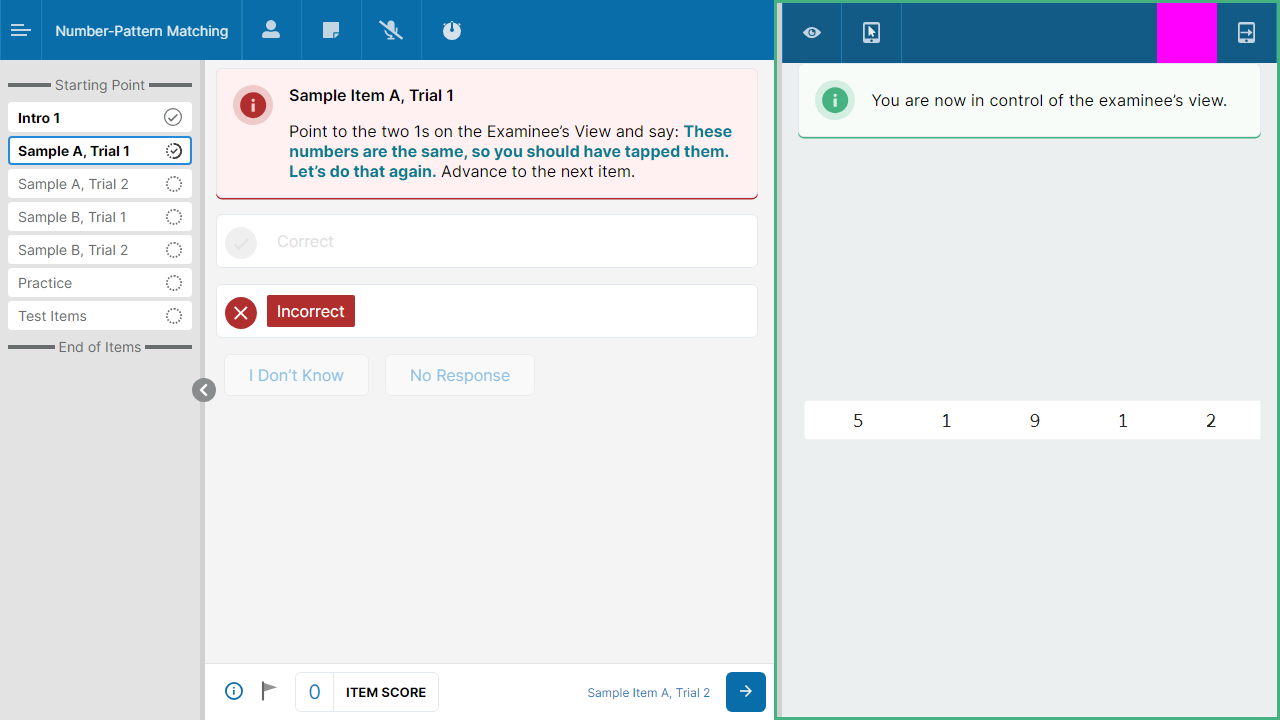 Number-Pattern Matching
Starting Point
Intro 1
Sample A, Trial 1
Sample A, Trial 2
Sample B, Trial 1
Sample B, Trial 2
Practice
Test Items
End of Items
Sample Item A, Trial 1
Point to the two 1s on the Examinee's View and say: These
numbers are the same, so you should have tapped them.
Let's do that again. Advance to the next item.
Correct
Incorrect
I Don't Know
No Response
0 ITEM SCORE
Sample Item A, Trial 2
You are now in control of the examinee's view.
5 1 9 1 2